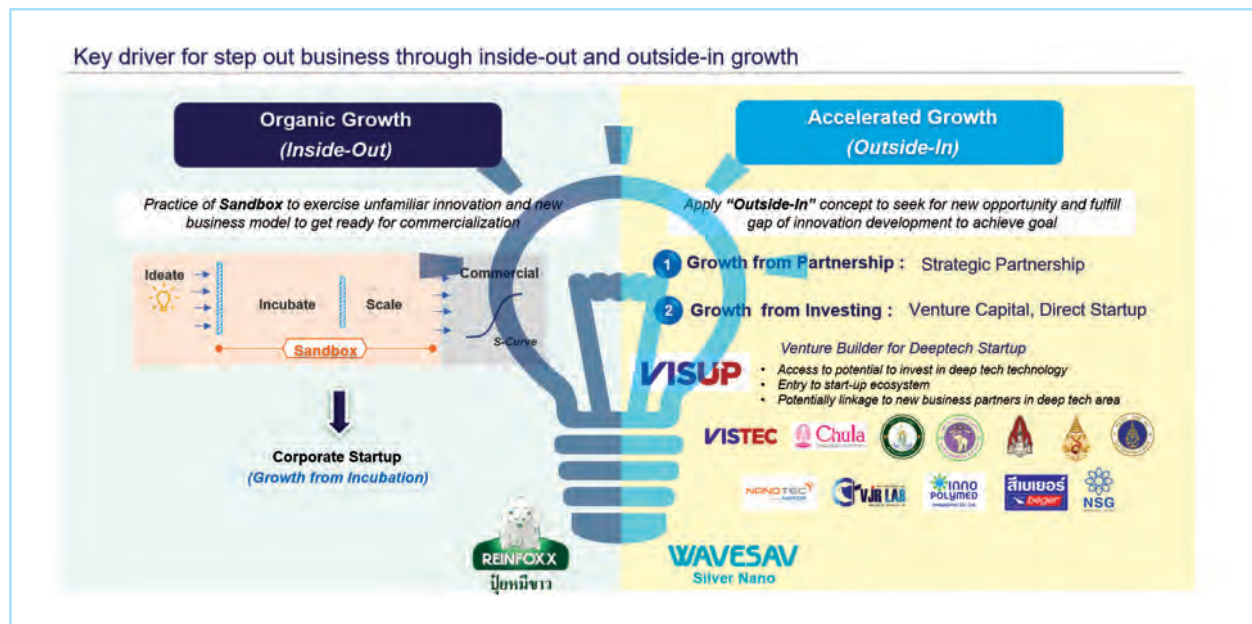 Key driver for step out business through inside-out and outside-in growth
Organic Growth
(Inside-Out)
Practice of Sandbox to exercise unfamiliar innovation and new
business model to get ready for commercialization
Ideate
Incubate
Scale
Commercial
S-Curve
Sandbox
Corporate Startup
(Growth from Incubation)
REINFOXX
ปุ๋ยหมีขาว
Accelerated Growth
(Outside-In)
Apply “Outside-In” concept to seek for new opportunity and fulfill
gap of innovation development to achieve goal
1 Growth from Partnership : Strategic Partnership
2 Growth from Investing : Venture Capital, Direct Startup
VISUP
Venture Builder for Deeptech Startup
• Access to potential to invest in deep tech technology
• Entry to start-up ecosystem
• Potentially linkage to new business partners in deep tech area
VISTEC
Chula
NANOTEC
VJR LAB
INNO
POLYMED
สีเบเยอร์
beger
NSG
WAVESAV
Silver Nano